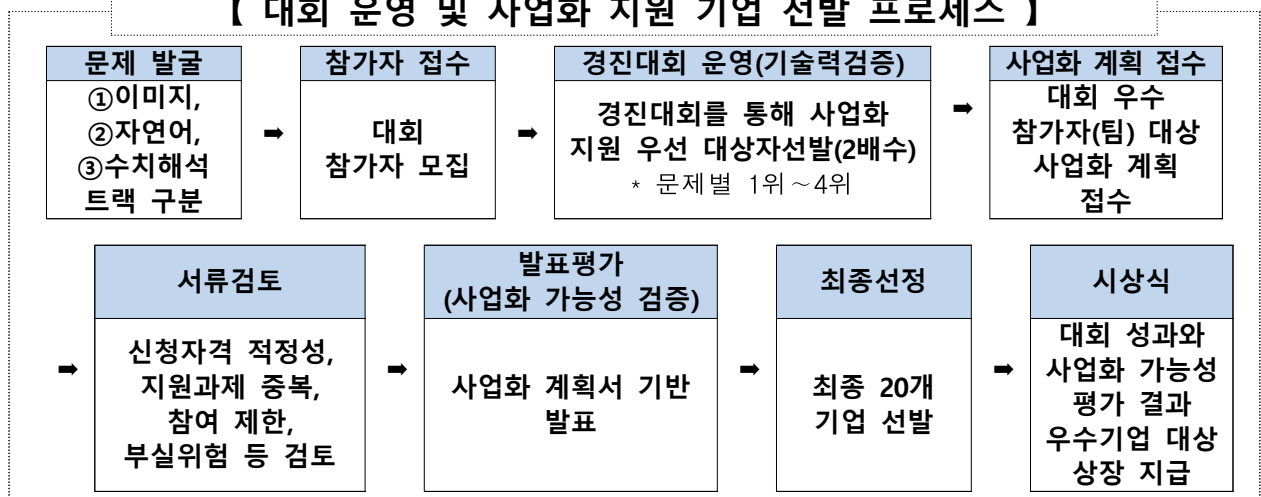 【 대회 운영 및 사업화 지원 기업 선발 프로세스 】
문제 발굴
①이미지,
②자연어,
③수치해석
트랙 구분
➡
참가자 접수
대회
참가자 모집
➡
경진대회 운영(기술력검증)
경진대회를 통해 사업화
지원 우선 대상자선발(2배수)
* 문제별 1위～4위
➡
사업화 계획 접수
대회 우수
참가자(팀) 대상
사업화 계획
접수
➡
서류검토
신청자격 적정성,
지원과제 중복,
참여 제한,
부실위험 등 검토
➡
발표평가
(사업화 가능성 검증)
사업화 계획서 기반
발표
➡
최종선정
최종 20개
기업 선발
➡
시상식
대회 성과와
사업화 가능성
평가 결과
우수기업 대상
상장 지급